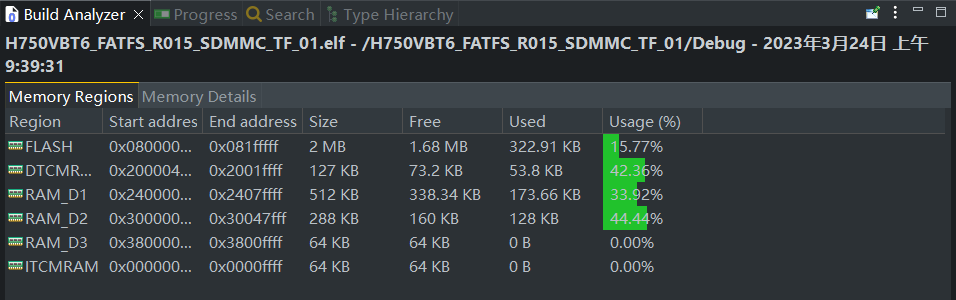 Build Analyzer Progress Search Type Hierarchy
H750VBT6_FATFS_R015_SDMMC_TF_01.elf - /H750VBT6_FATFS_R015_SDMMC_TF_01/Debug - 2023年3月24日 上午
9:39:31
Memory Regions Memory Details
Region Start addres End address Size Free Used Usage (%)
FLASH 0x080000... 0x081fffff 2 MB 1.68 MB 322.91 KB 15.77%
DTCMR... 0x200004... 0x2001ffff 127 KB 73.2 KB 53.8 KB 42.36%
RAM_D1 0x240000... 0x2407ffff 512 KB 338.34 KB 173.66 KB 33.92%
RAM_D2 0x300000... 0x30047fff 288 KB 160 KB 128 KB 44.44%
RAM_D3 0x380000... 0x3800ffff 64 KB 64 KB 0 B 0.00%
ITCMRAM 0x000000... 0x0000ffff 64 KB 64 KB 0 B 0.00%